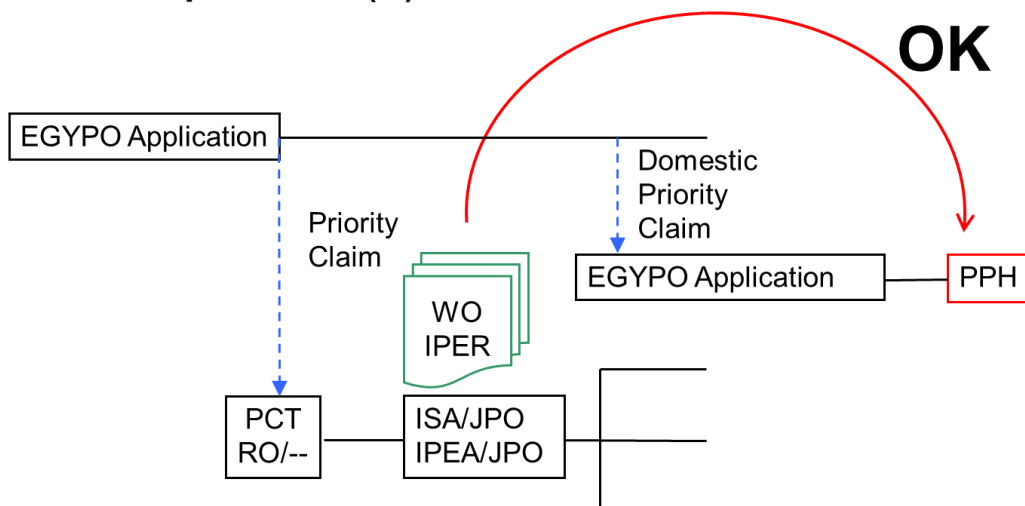 OK
EGYPO Application
Domestic
Priority
Claim
Priority
Claim
EGYPO Application
PPH
WO
IPER
PCT
RO/--
ISA/JPO
IPEA/JPO